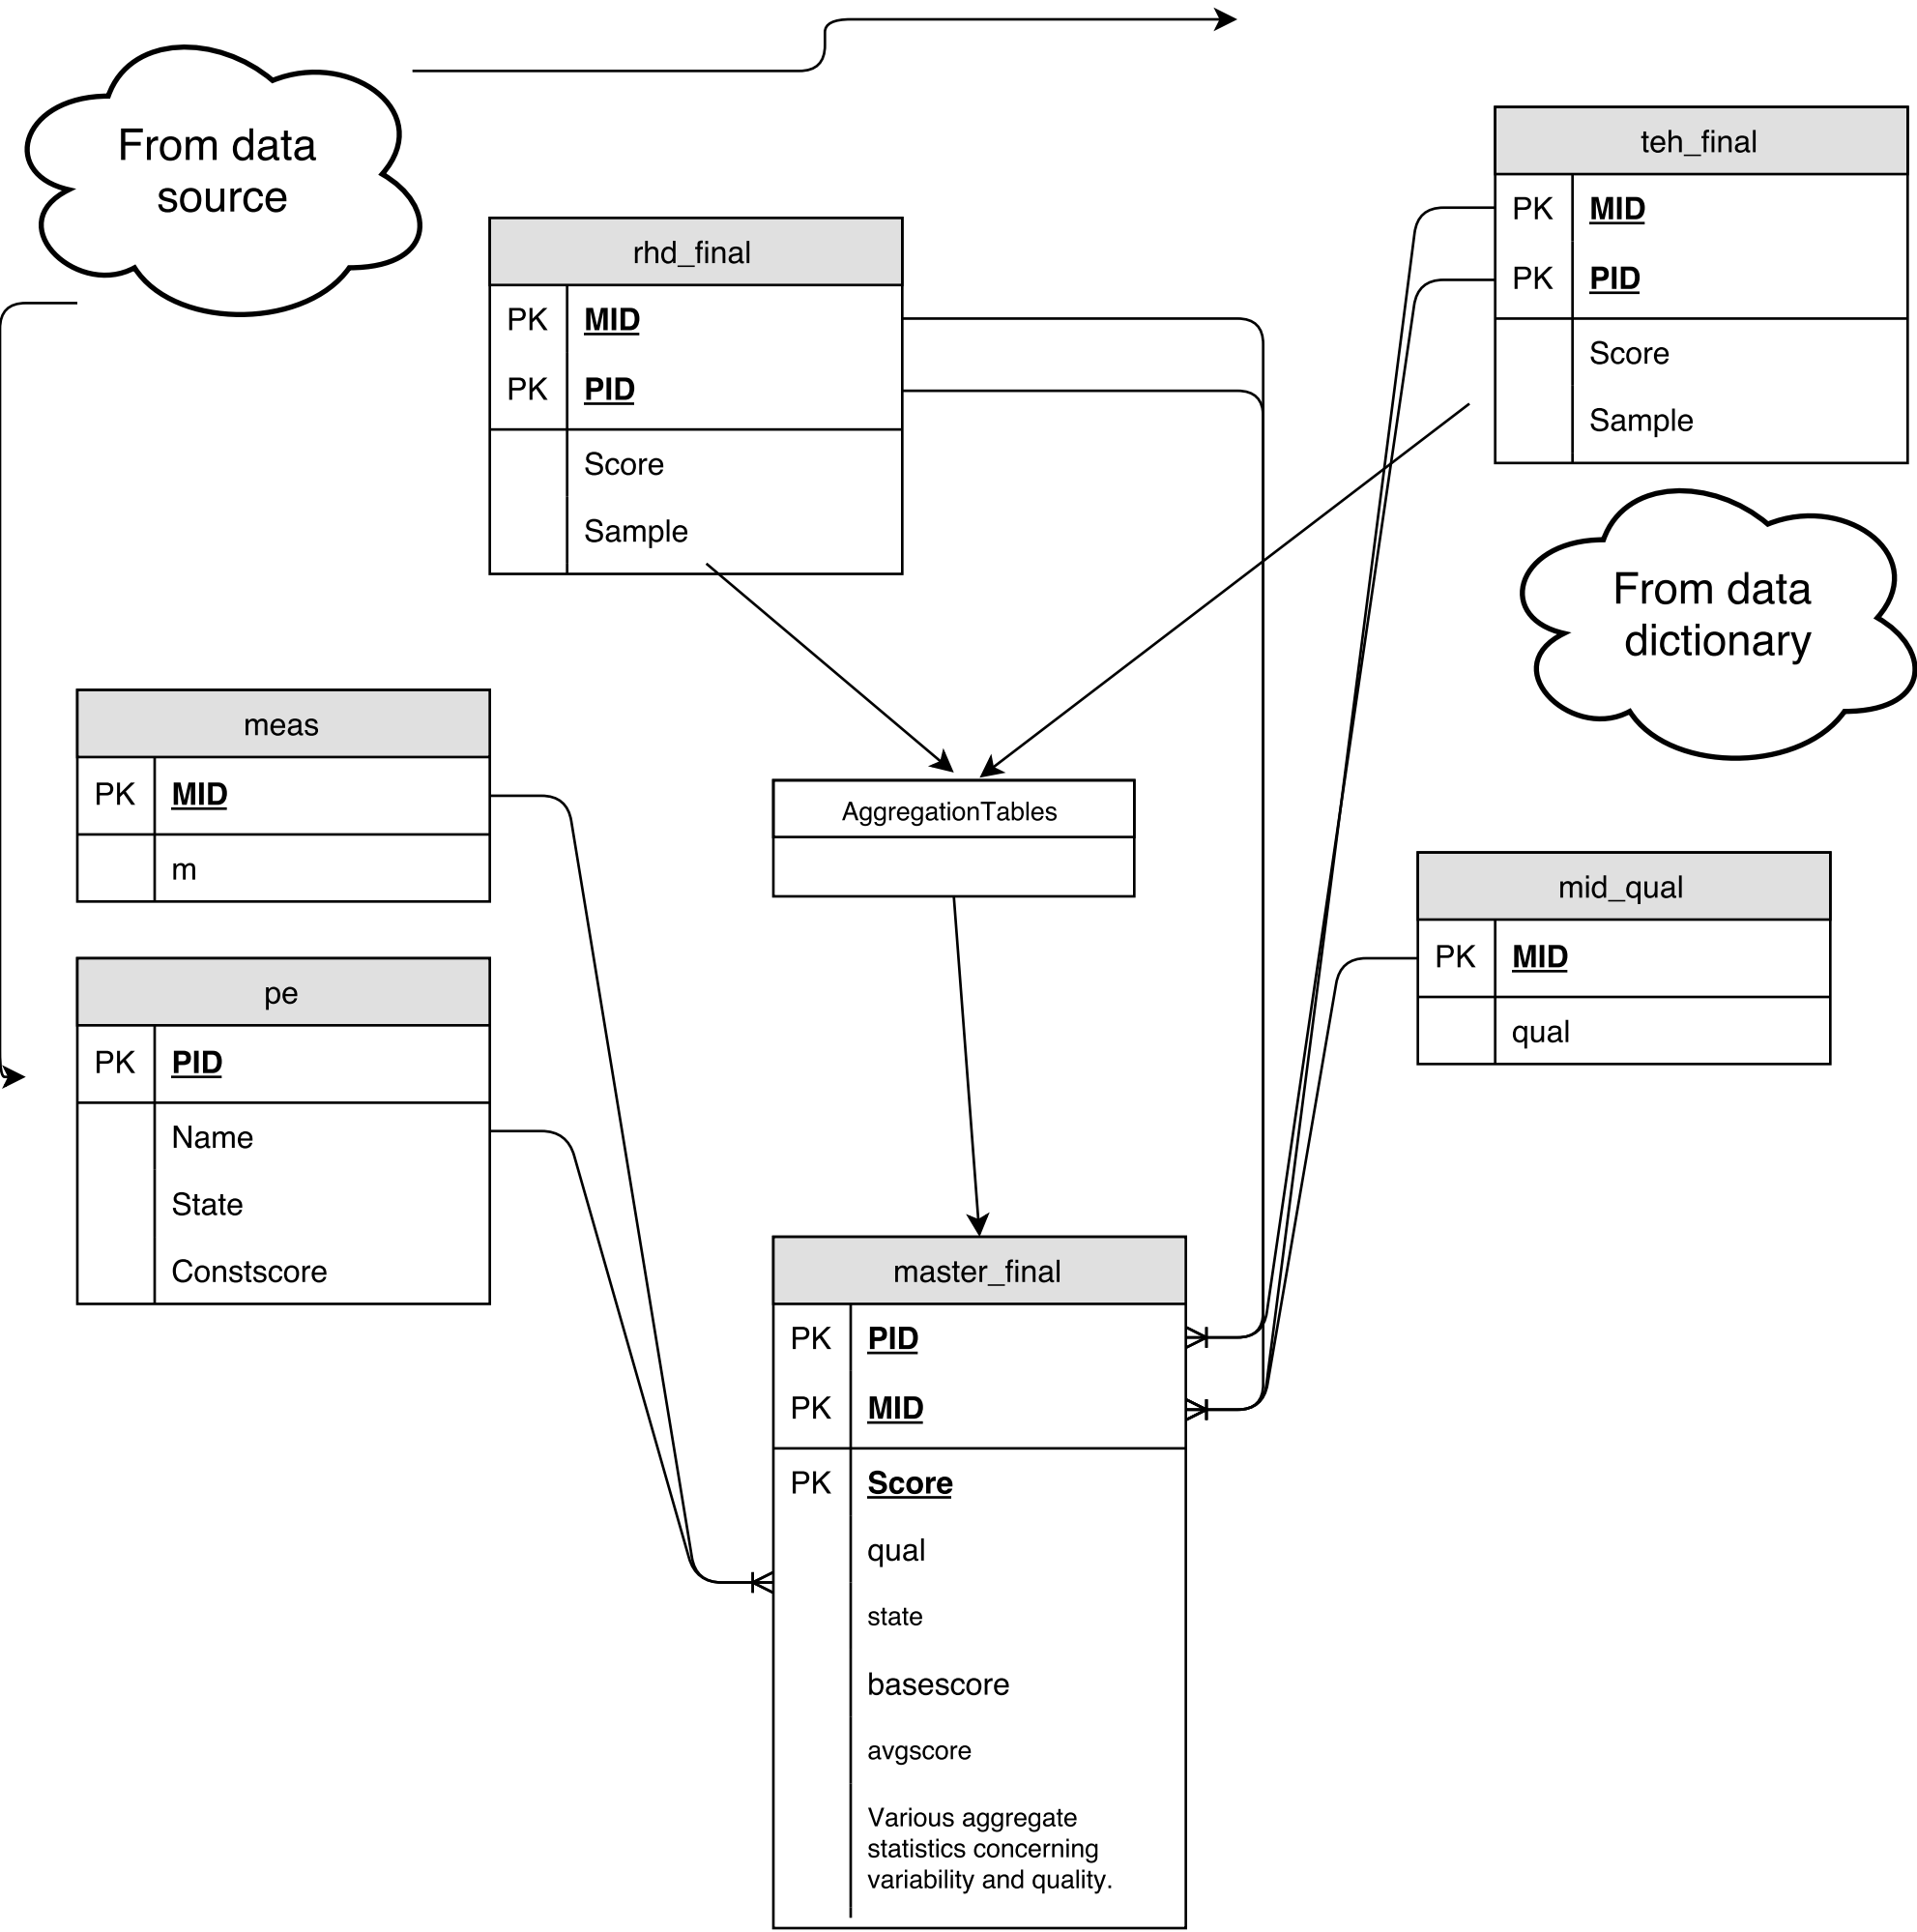 From data
source
teh_final
PK MID
PK PID
Score
Sample
rhd_final
PK MID
PK PID
Score
Sample
From data
dictionary
meas
PK MID
m
AggregationTables
mid_qual
PK MID
qual
pe
PK PID
Name
State
Constscore
master_final
PK PID
PK MID
PK Score
qual
state
basescore
avgscore
Various aggregate
statistics concerning
variability and quality.